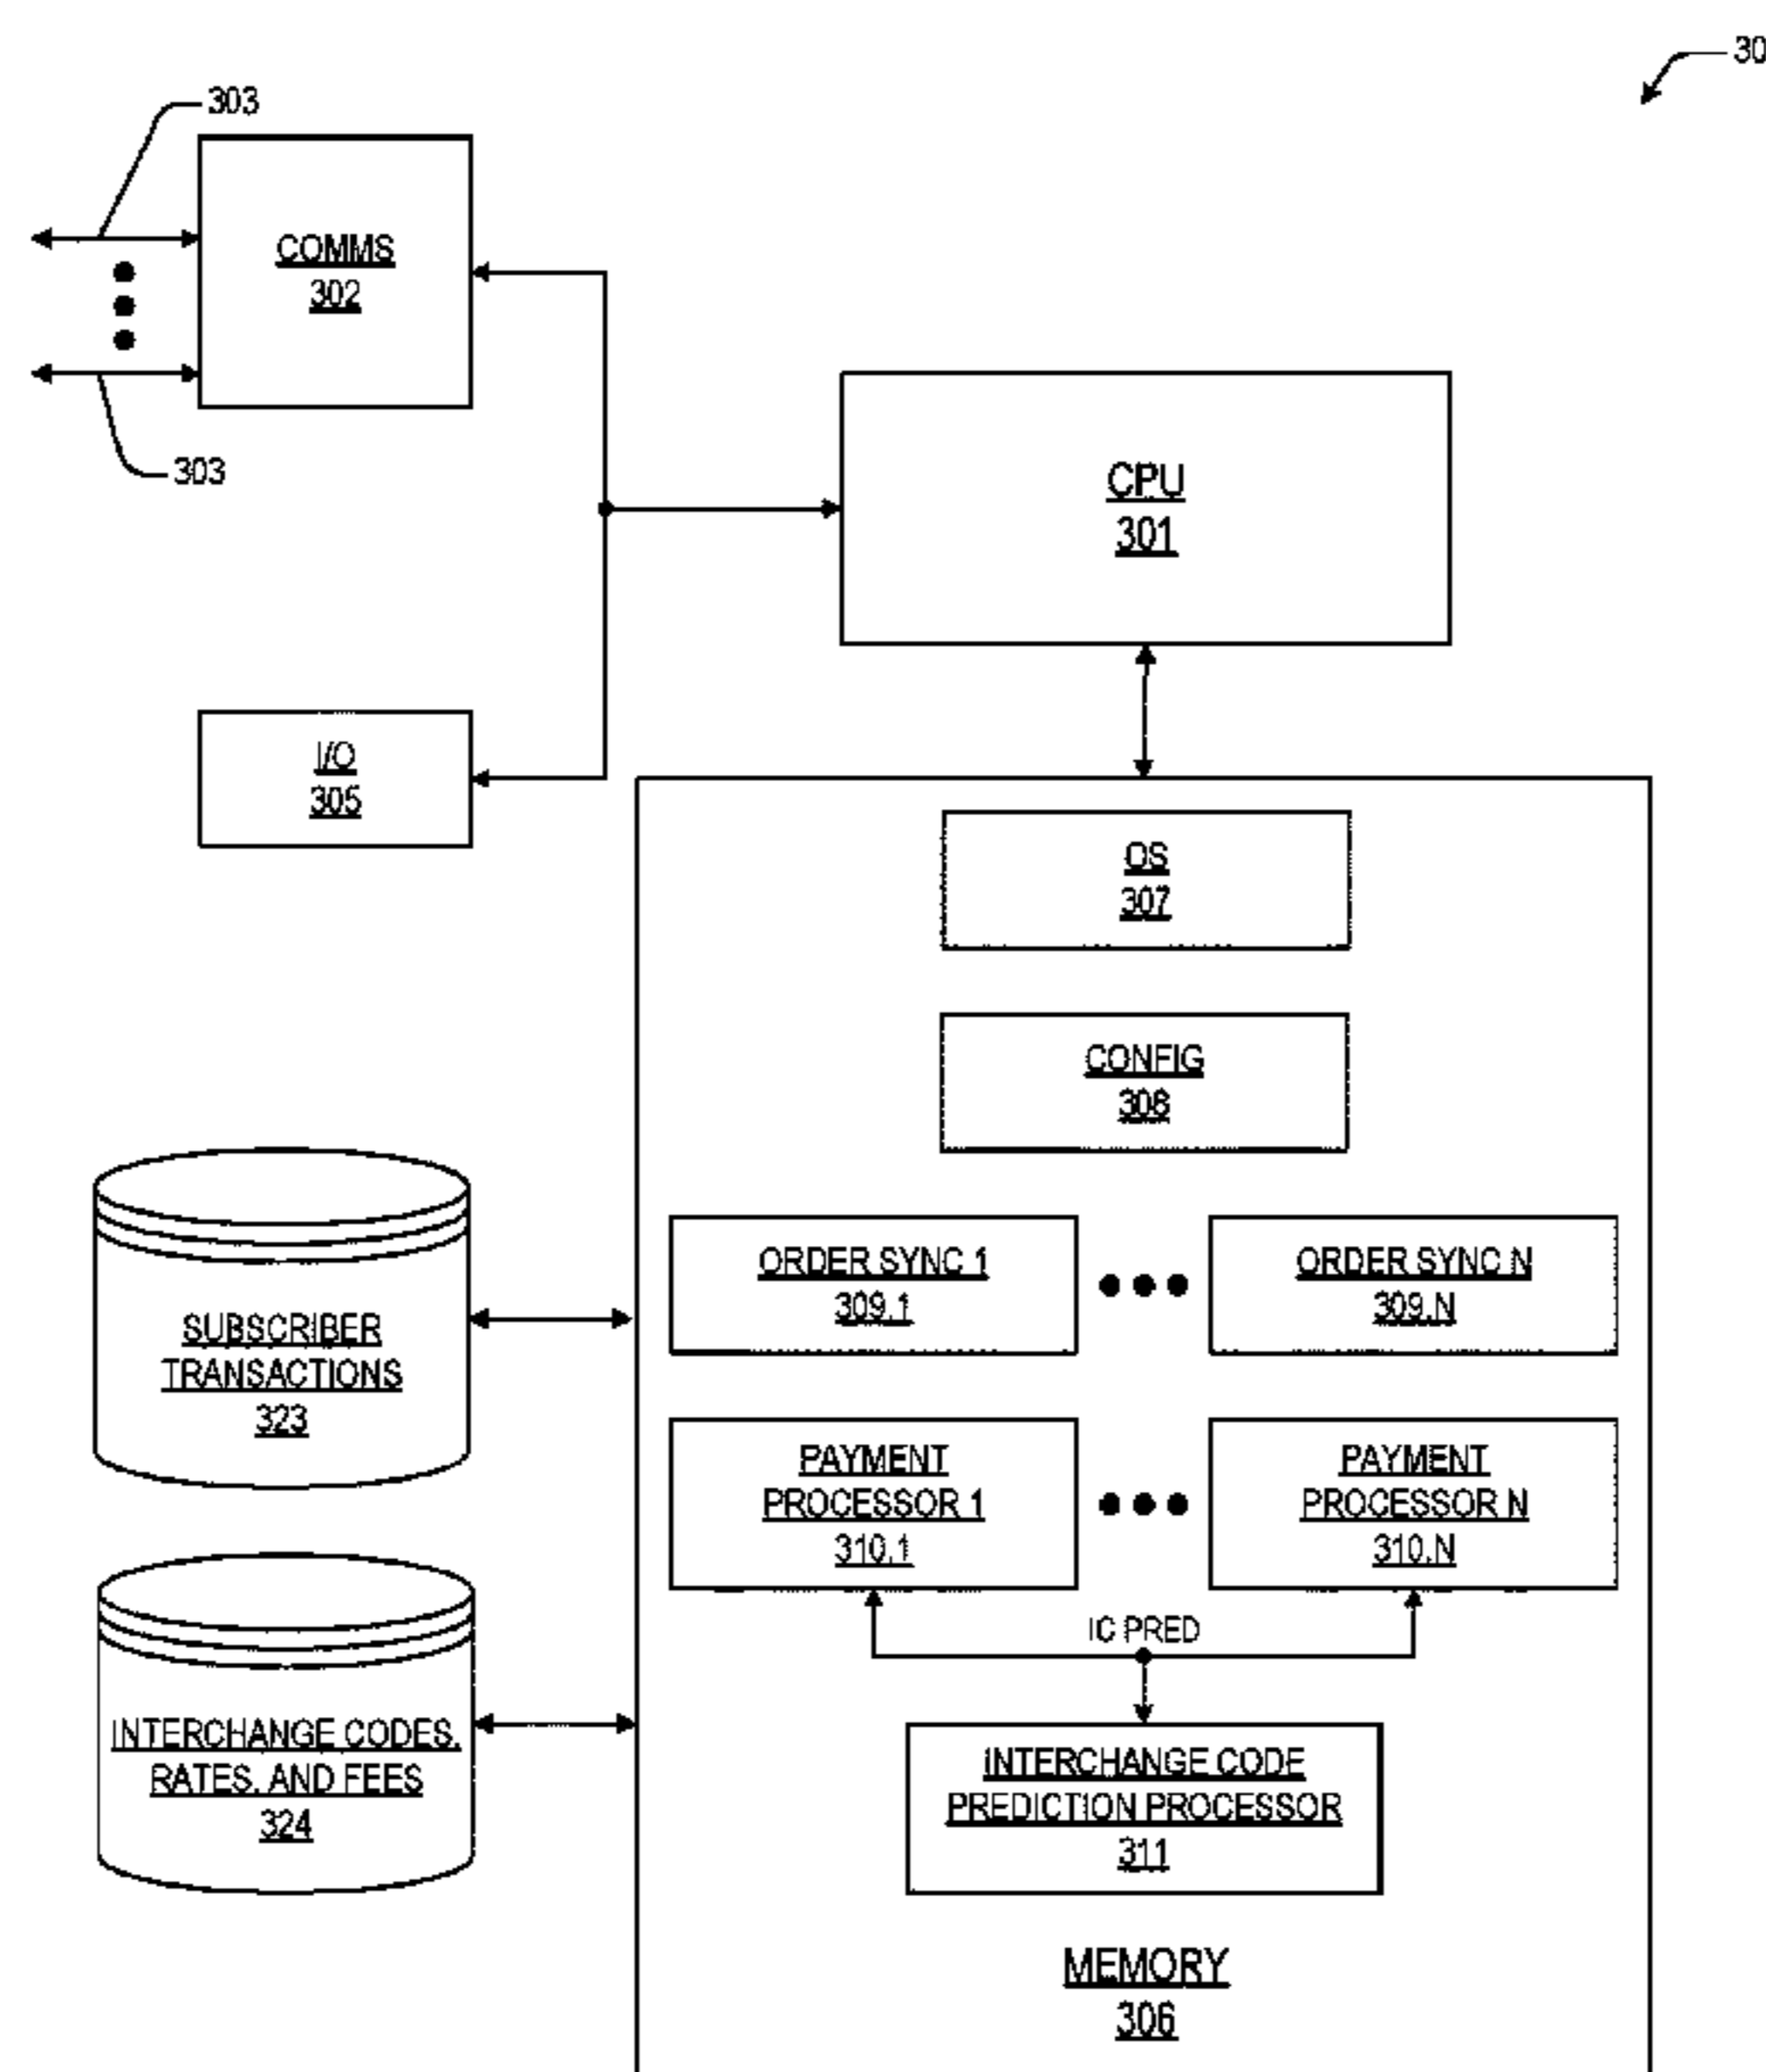 30
303
COMMS
302
303
CPU
301
I/O
305
OS
307
CONFIG
308
ORDER SYNC 1
309.1
ORDER SYNC N
309.N
SUBSCRIBER
TRANSACTIONS
323
PAYMENT
PROCESSOR 1
310.1
PAYMENT
PROCESSOR N
310.N
IC PRED
INTERCHANGE CODES,
RATES, AND FEES
324
INTERCHANGE CODE
PREDICTION PROCESSOR
311
MEMORY
306